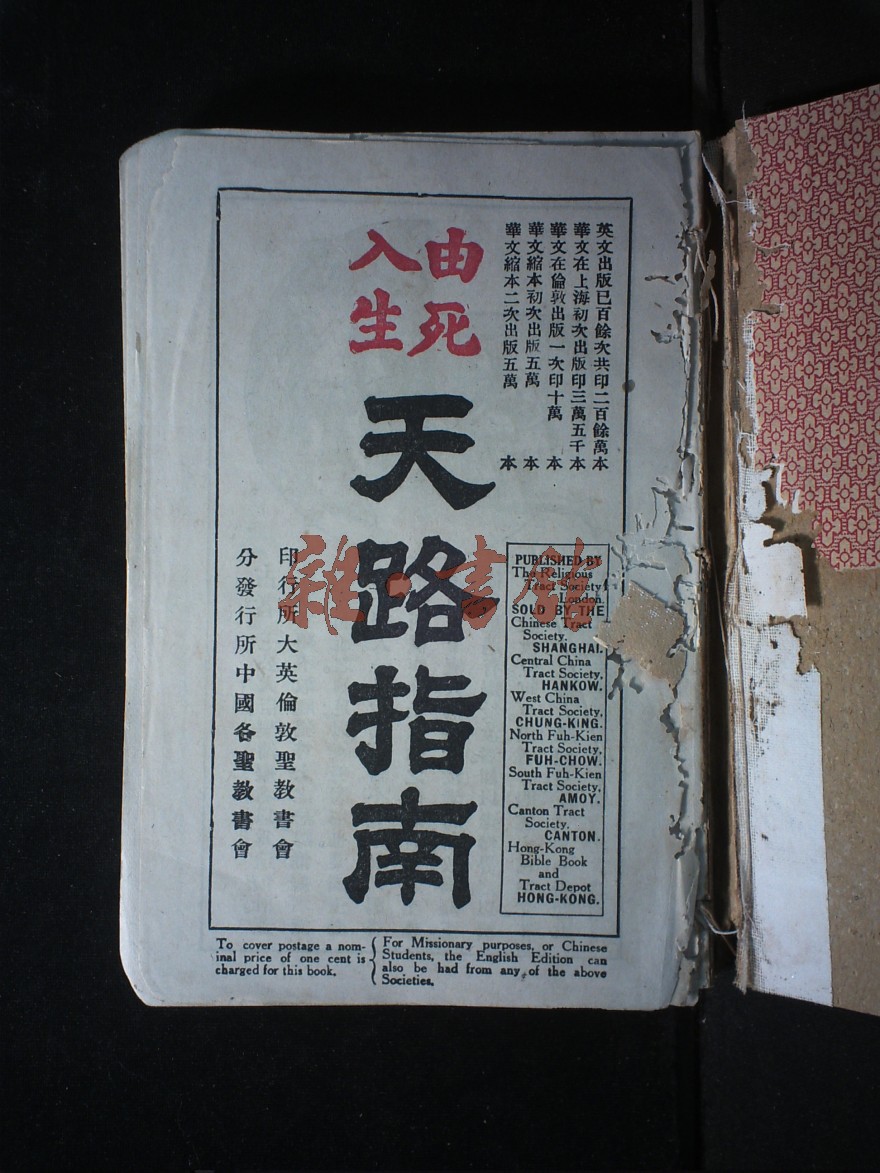 英文出版已百餘次共印二百餘萬本
華文在上海初次出版印三萬五千本
華文在倫敦出版一次印十萬本
華文縮本初次出版五萬本
華文縮本二次出版五萬本
由死
入生
天路指南
印行所大英倫敦聖教書會
分發行所中國各聖教書會
PUBLISHED BY
The Religious
Tract Society
London.
SOLD BY THE
Chinese Tract
Society.
SHANGHAI.
Central China
Tract Society,
HANKOW.
West China
Tract Society,
CHUNG-KING.
North Fuh-Kien
Tract Society,
FUH-CHOW.
South Fuh-Kien
Tract Society,
AMOY.
Canton Tract
Society,
CANTON.
Hong-Kong
Bible Book
and
Tract Depot
HONG-KONG.
To cover postage a nom-
inal price of one cent is
charged for this book.
For Missionary purposes, or Chinese
Students, the English Edition can
also be had from any of the above
Societies.
雜·書館